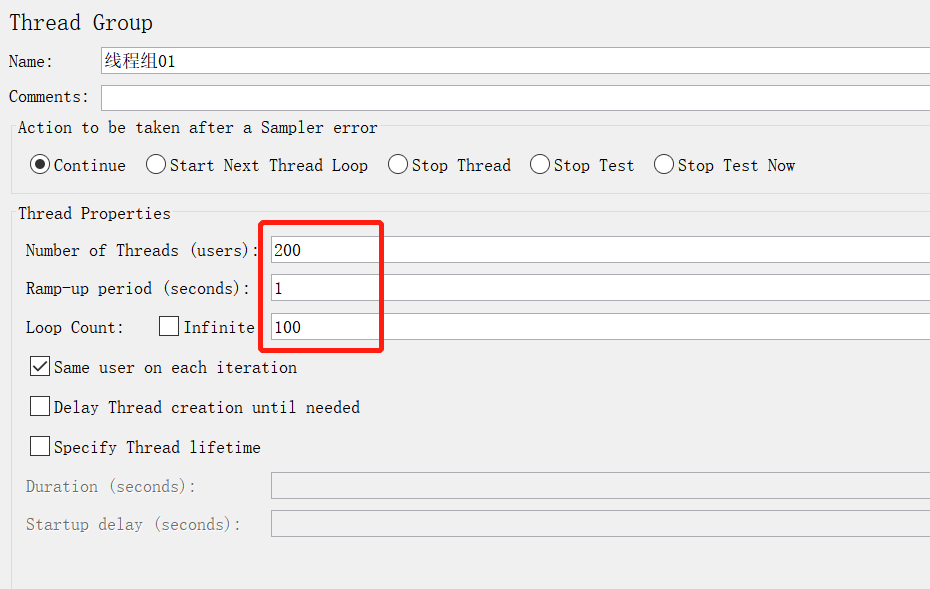 Thread Group
Name: 线程组01
Comments:
Action to be taken after a Sampler error
Continue Start Next Thread Loop Stop Thread Stop Test Stop Test Now
Thread Properties
Number of Threads (users): 200
Ramp-up period (seconds): 1
Loop Count: Infinite 100
Same user on each iteration
Delay Thread creation until needed
Specify Thread lifetime
Duration (seconds):
Startup delay (seconds):